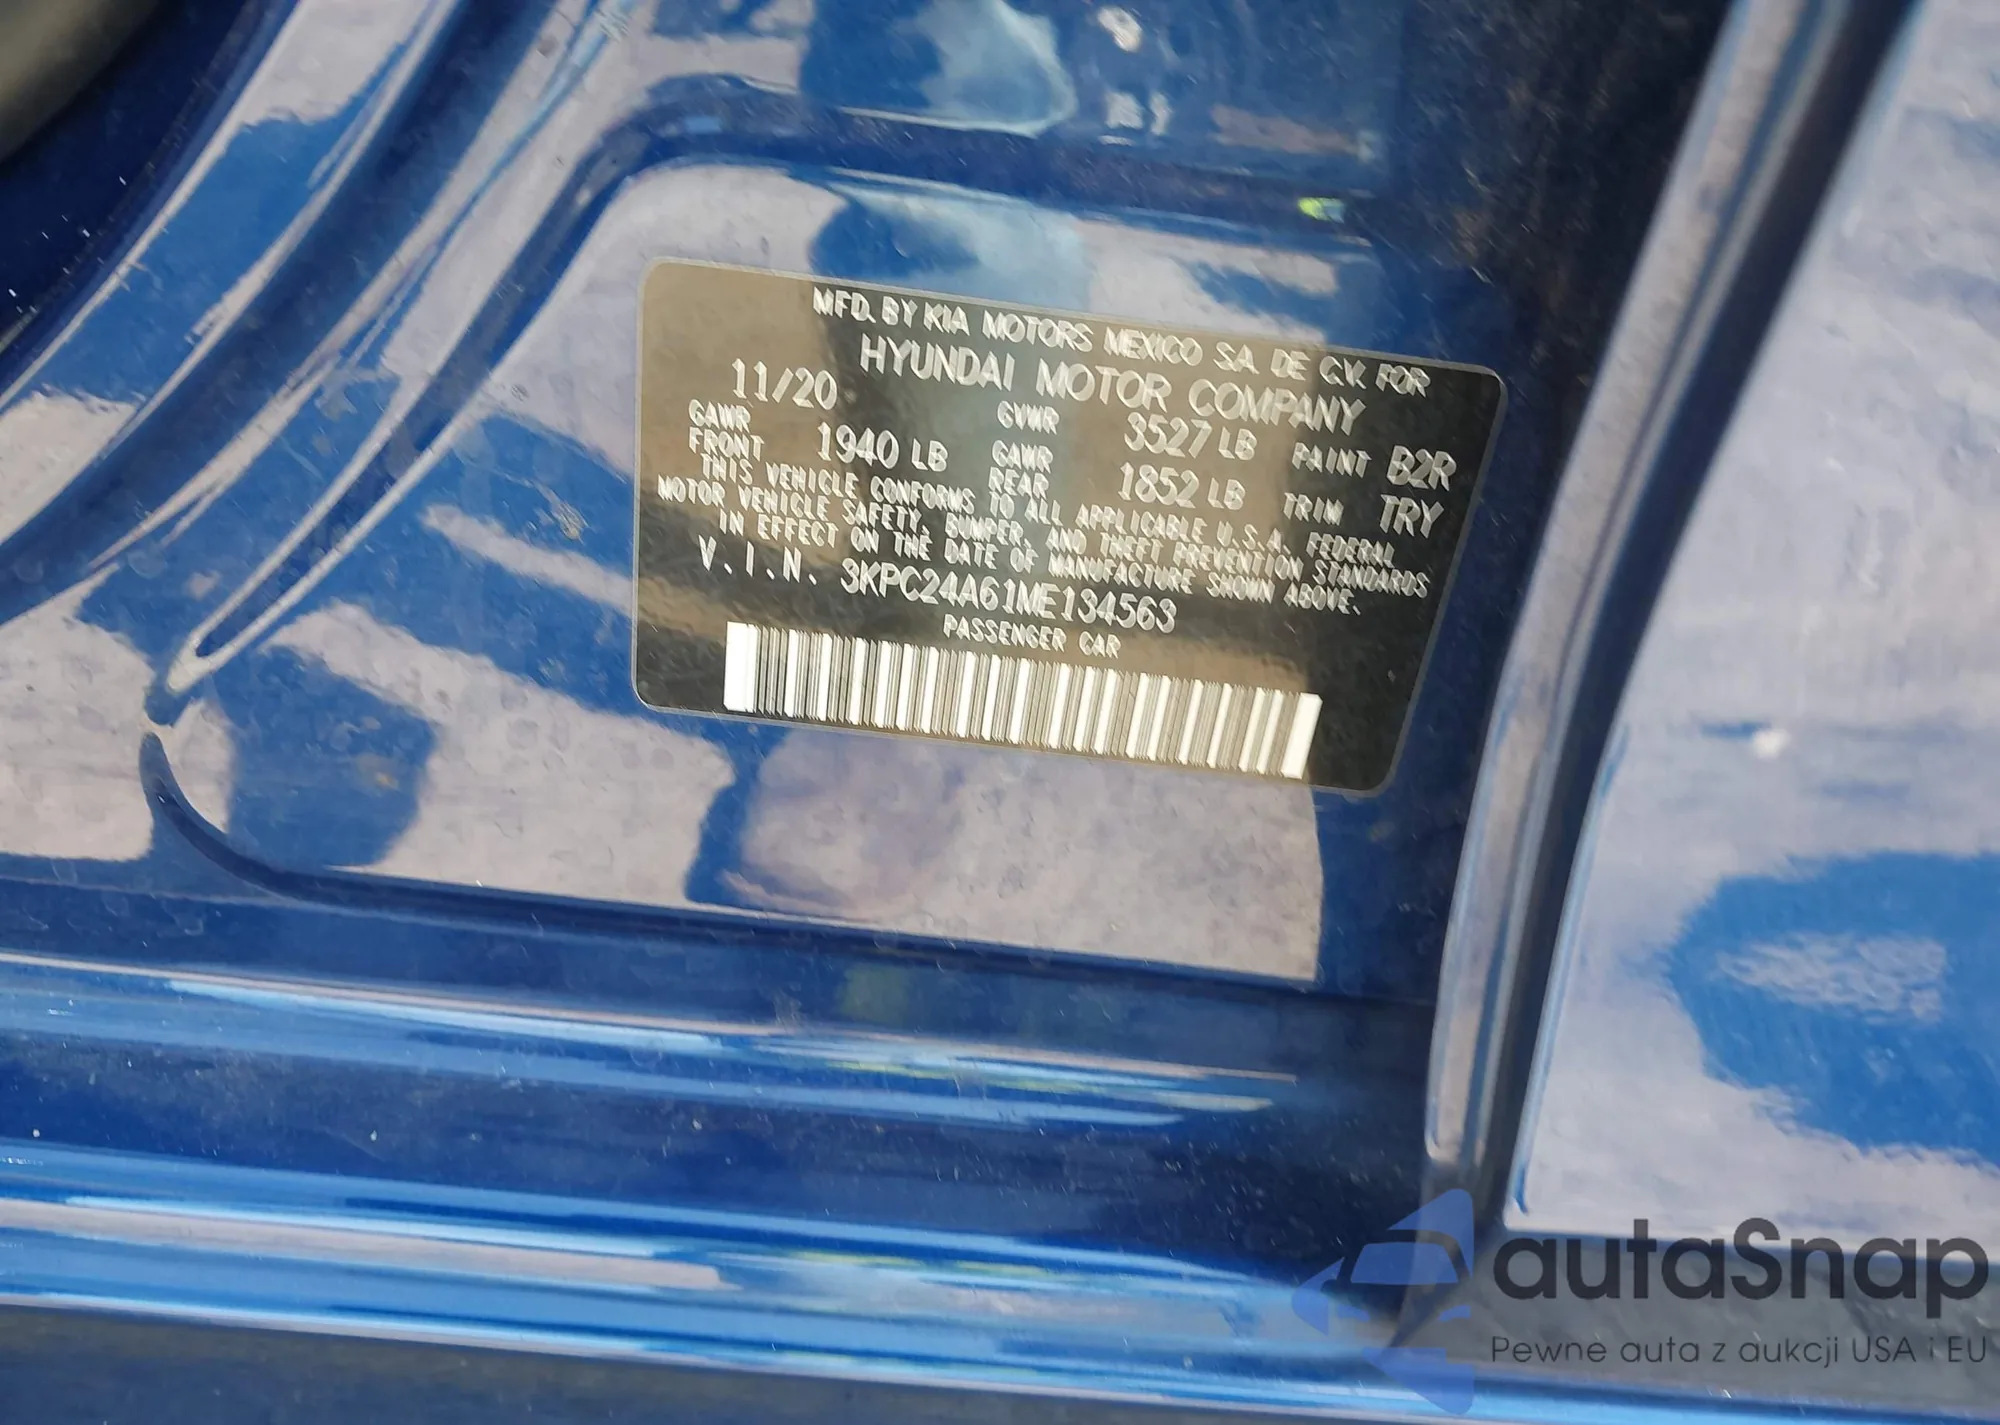 MFD. BY KIA MOTORS MEXICO S.A. DE C.V. FOR
HYUNDAI MOTOR COMPANY
11/20 GVWR 3527 LB
GAWR FRONT 1940 LB GAWR REAR 1852 LB
PAINT B2R
TRIM TRY
THIS VEHICLE CONFORMS TO ALL APPLICABLE U.S.A. FEDERAL
MOTOR VEHICLE SAFETY, BUMPER, AND THEFT PREVENTION STANDARDS
IN EFFECT ON THE DATE OF MANUFACTURE SHOWN ABOVE.
V.I.N. 3KPC24A61ME134563
PASSENGER CAR
autaSnap
Pewne auta z aukcji USA i EU